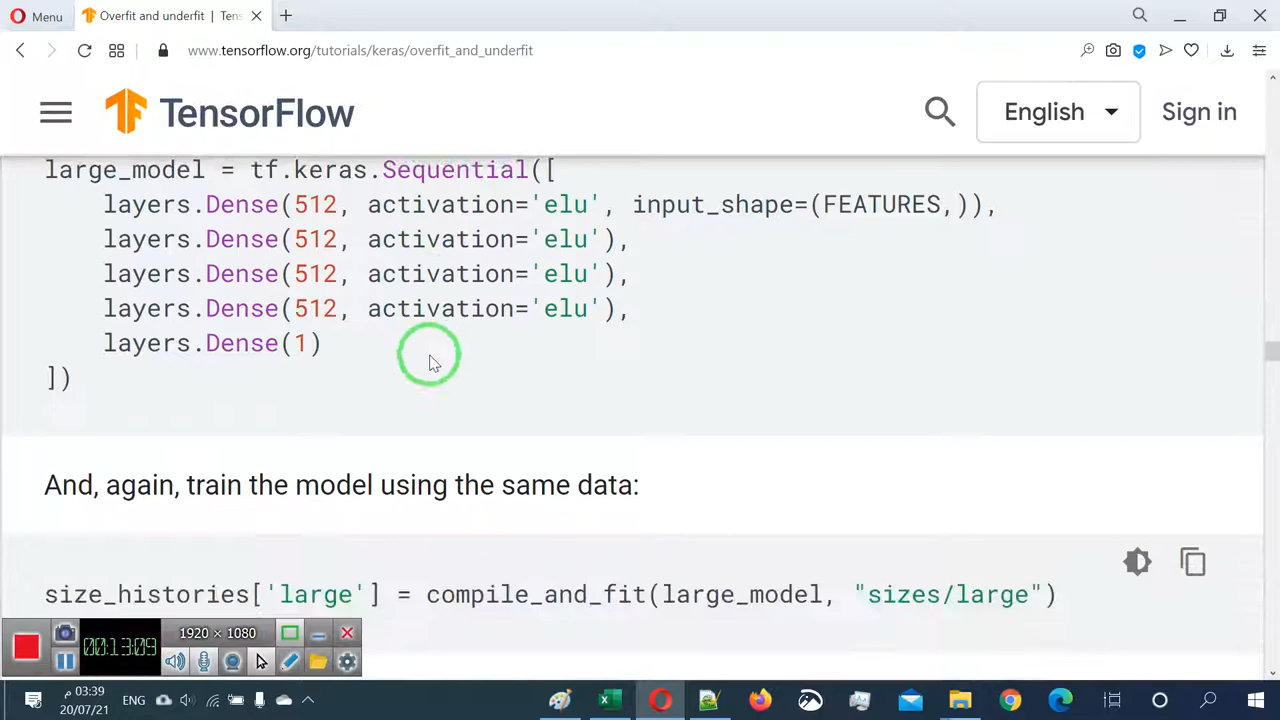 Menu
Overfit and underfit | Tens
www.tensorflow.org/tutorials/keras/overfit_and_underfit
TensorFlow
English
Sign in
large_model = tf.keras.Sequential([
layers.Dense(512, activation='elu', input_shape=(FEATURES,)),
layers.Dense(512, activation='elu'),
layers.Dense(512, activation='elu'),
layers.Dense(512, activation='elu'),
layers.Dense(1)
])
And, again, train the model using the same data:
size_histories['large'] = compile_and_fit(large_model, "sizes/large")
00:13:09
1920 × 1080
03:39 م
ENG
20/07/21